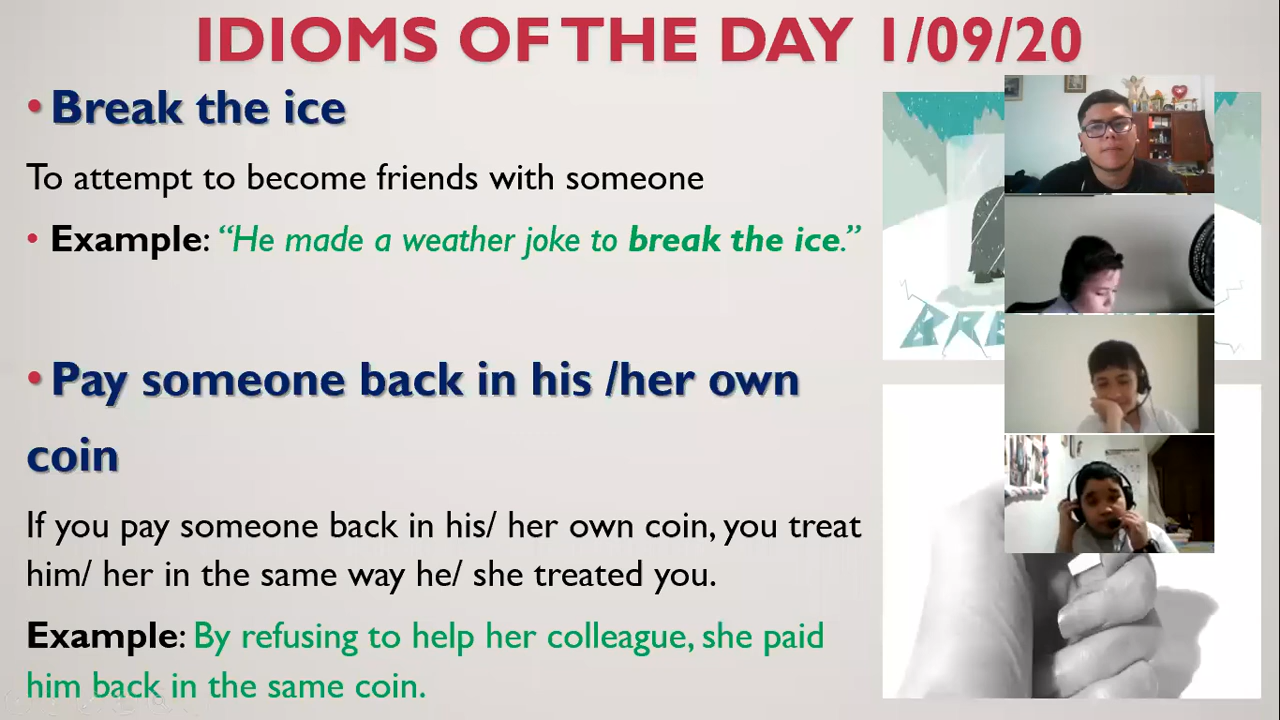 IDIOMS OF THE DAY 1/09/20
• Break the ice
To attempt to become friends with someone
• Example: “He made a weather joke to break the ice.”
• Pay someone back in his /her own
coin
If you pay someone back in his/ her own coin, you treat
him/ her in the same way he/ she treated you.
Example: By refusing to help her colleague, she paid
him back in the same coin.